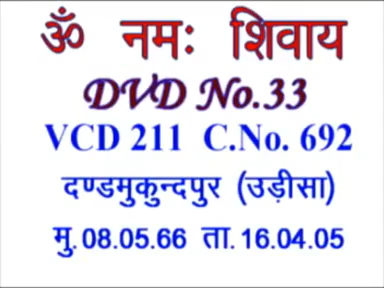 ॐ नमः शिवाय
DVD No.33
VCD 211 C.No. 692
दण्डमुकुन्दपुर (उड़ीसा)
मु.08.05.66 ता.16.04.05